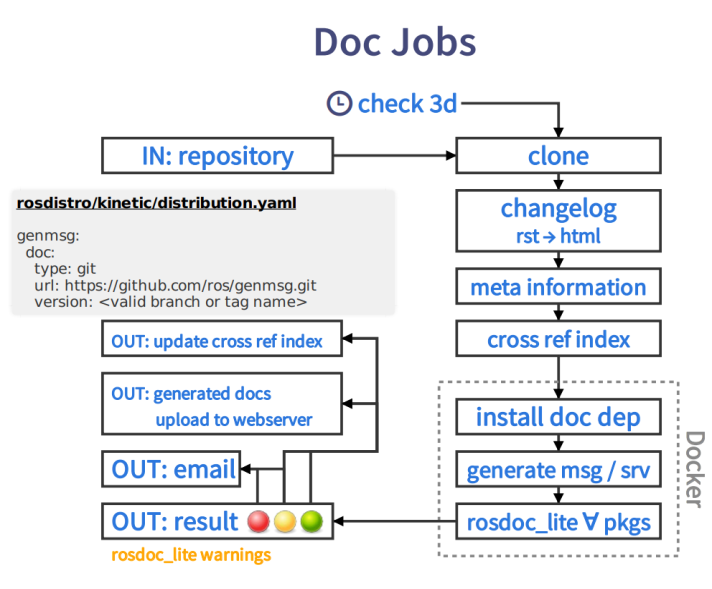 Doc Jobs
check 3d
IN: repository
clone
rosdistro/kinetic/distribution.yaml
genmsg:
doc:
type: git
url: https://github.com/ros/genmsg.git
version: <valid branch or tag name>
changelog
rst → html
meta information
OUT: update cross ref index
cross ref index
OUT: generated docs
upload to webserver
install doc dep
Docker
OUT: email
generate msg / srv
OUT: result
rosdoc_lite ∀ pkgs
rosdoc_lite warnings